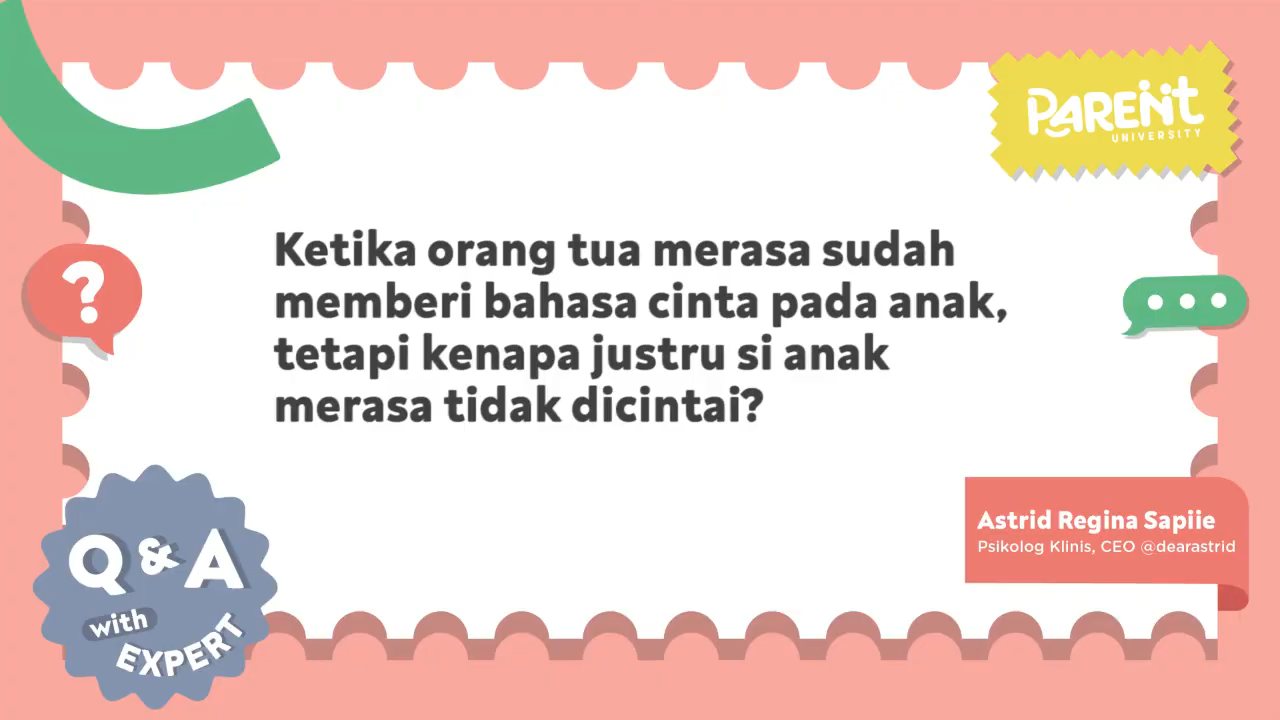 PARENT
UNIVERSITY
Ketika orang tua merasa sudah
memberi bahasa cinta pada anak,
tetapi kenapa justru si anak
merasa tidak dicintai?
Astrid Regina Sapiie
Psikolog Klinis, CEO @dearastrid
Q & A
with
EXPERT
?